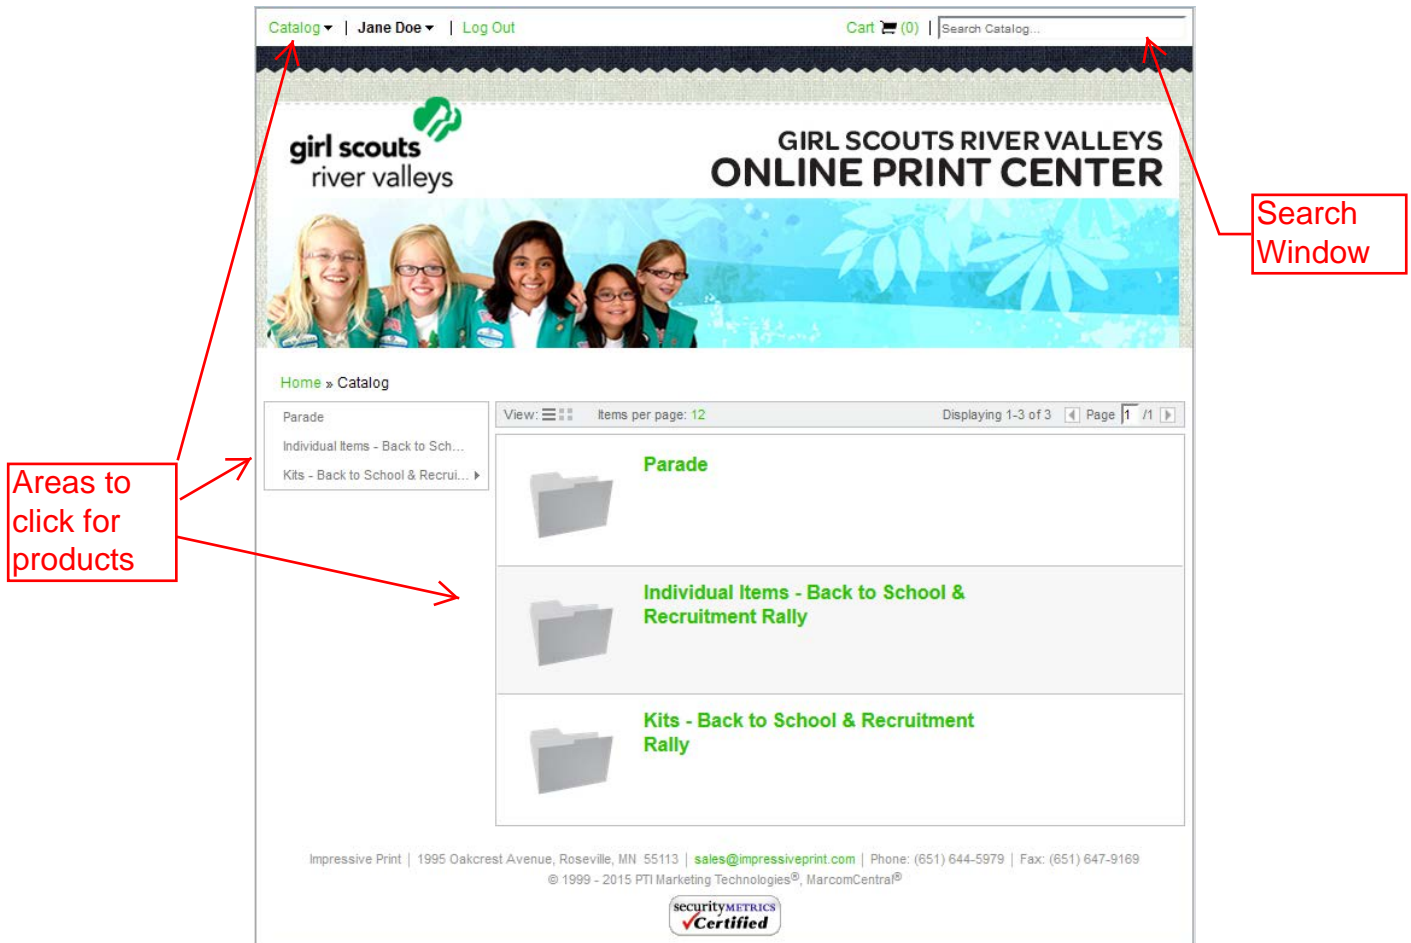 Catalog | Jane Doe | Log Out
Cart (0) | Search Catalog...
girl scouts
river valleys
GIRL SCOUTS RIVER VALLEYS
ONLINE PRINT CENTER
Search
Window
Home » Catalog
Parade
Individual Items - Back to Sch...
Kits - Back to School & Recrui...
Areas to
click for
products
View: Items per page: 12 Displaying 1-3 of 3 Page 1 /1
Parade
Individual Items - Back to School &
Recruitment Rally
Kits - Back to School & Recruitment
Rally
Impressive Print | 1995 Oakcrest Avenue, Roseville, MN 55113 | sales@impressiveprint.com | Phone: (651) 644-5979 | Fax: (651) 647-9169
© 1999 - 2015 PTI Marketing Technologies®, MarcomCentral®
securityMETRICS
Certified